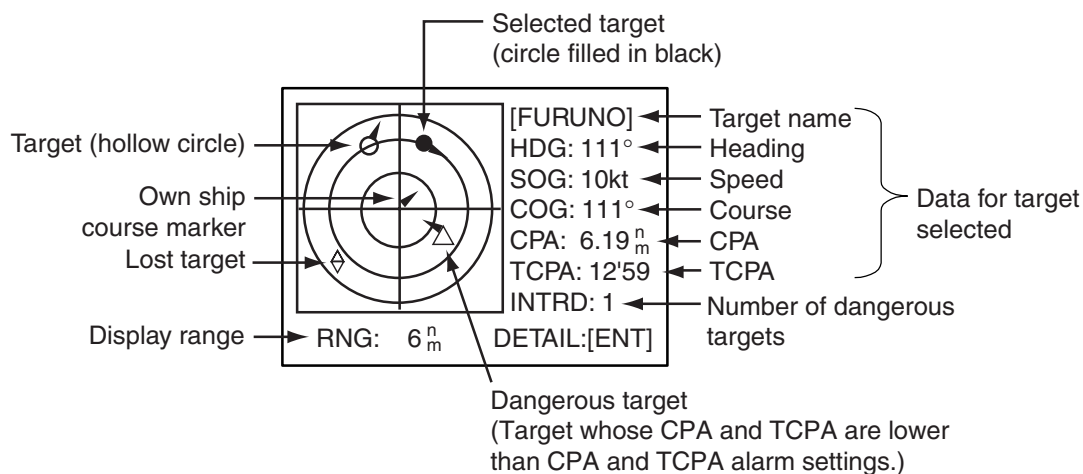 Selected target
(circle filled in black)
Target (hollow circle)
Own ship
course marker
Lost target
Display range
[FURUNO]
HDG: 111°
SOG: 10kt
COG: 111°
CPA: 6.19 nm
TCPA: 12'59
INTRD: 1
RNG: 6 nm
DETAIL:[ENT]
Target name
Heading
Speed
Course
CPA
TCPA
Number of dangerous
targets
Data for target
selected
Dangerous target
(Target whose CPA and TCPA are lower
than CPA and TCPA alarm settings.)